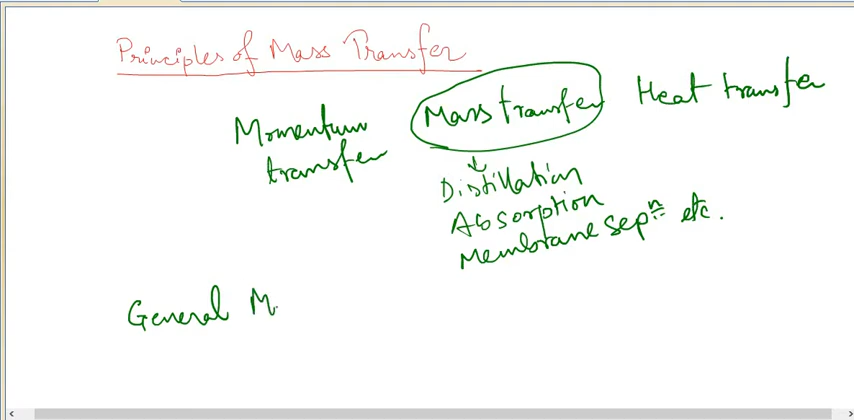 Principles of Mass Transfer
Momentum transfer
Mass transfer
Heat transfer
Distillation
Absorption
Membrane sepⁿ etc.
General M